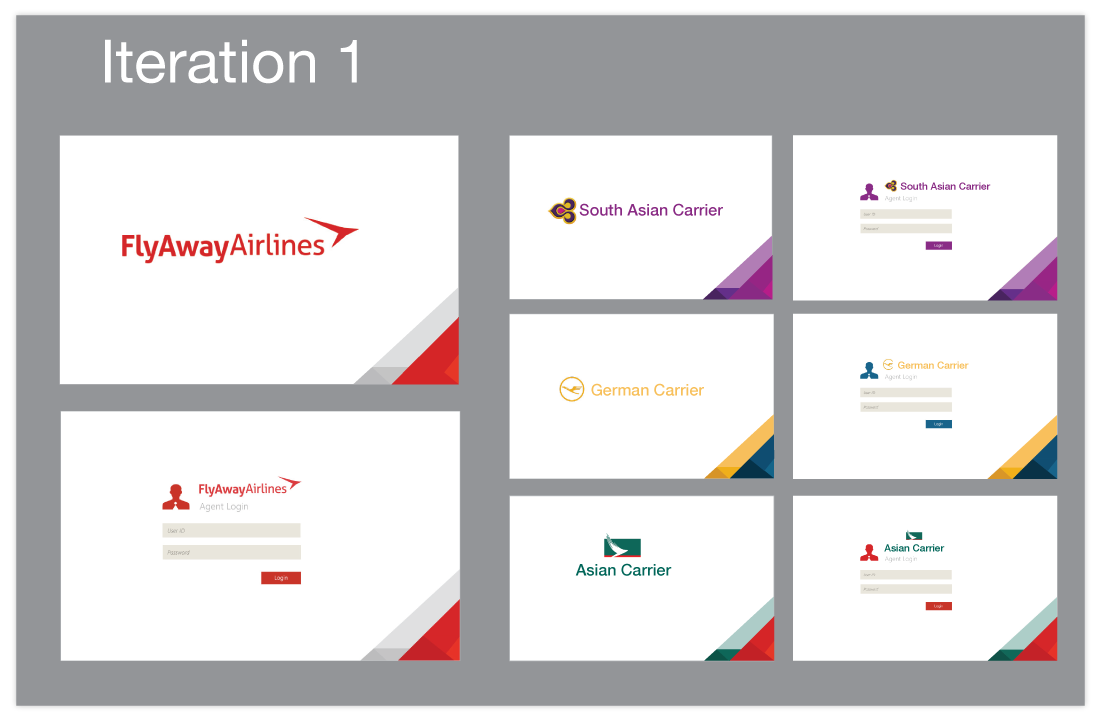 Iteration 1
FlyAwayAirlines
FlyAwayAirlines
Agent Login
User ID
Password
Login
South Asian Carrier
South Asian Carrier
Agent Login
User ID
Password
Login
German Carrier
German Carrier
Agent Login
User ID
Password
Login
Asian Carrier
Asian Carrier
Agent Login
User ID
Password
Login